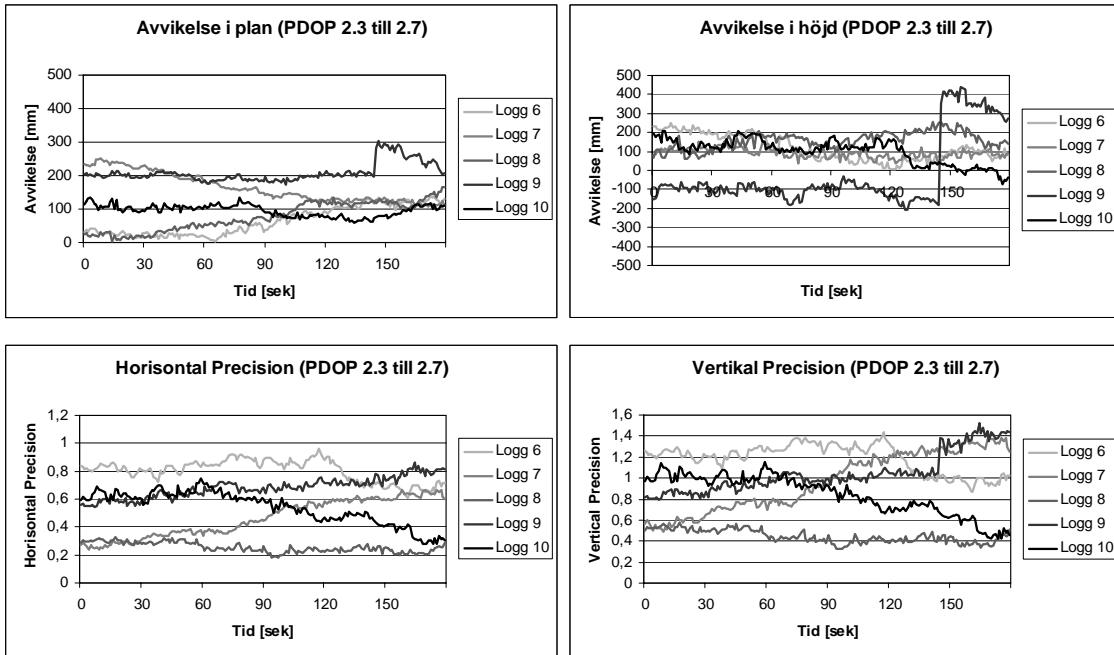 Avvikelse i plan (PDOP 2.3 till 2.7)
500
400
300
200
100
0
0 30 60 90 120 150
Avvikelse [mm]
Tid [sek]
Logg 6
Logg 7
Logg 8
Logg 9
Logg 10
Avvikelse i höjd (PDOP 2.3 till 2.7)
500
400
300
200
100
0
-100
-200
-300
-400
-500
0 30 60 90 120 150
Avvikelse [mm]
Tid [sek]
Logg 6
Logg 7
Logg 8
Logg 9
Logg 10
Horisontal Precision (PDOP 2.3 till 2.7)
1,2
1
0,8
0,6
0,4
0,2
0
0 30 60 90 120 150
Horisontal Precision
Tid [sek]
Logg 6
Logg 7
Logg 8
Logg 9
Logg 10
Vertikal Precision (PDOP 2.3 till 2.7)
1,6
1,4
1,2
1
0,8
0,6
0,4
0,2
0
0 30 60 90 120 150
Vertical Precision
Tid [sek]
Logg 6
Logg 7
Logg 8
Logg 9
Logg 10